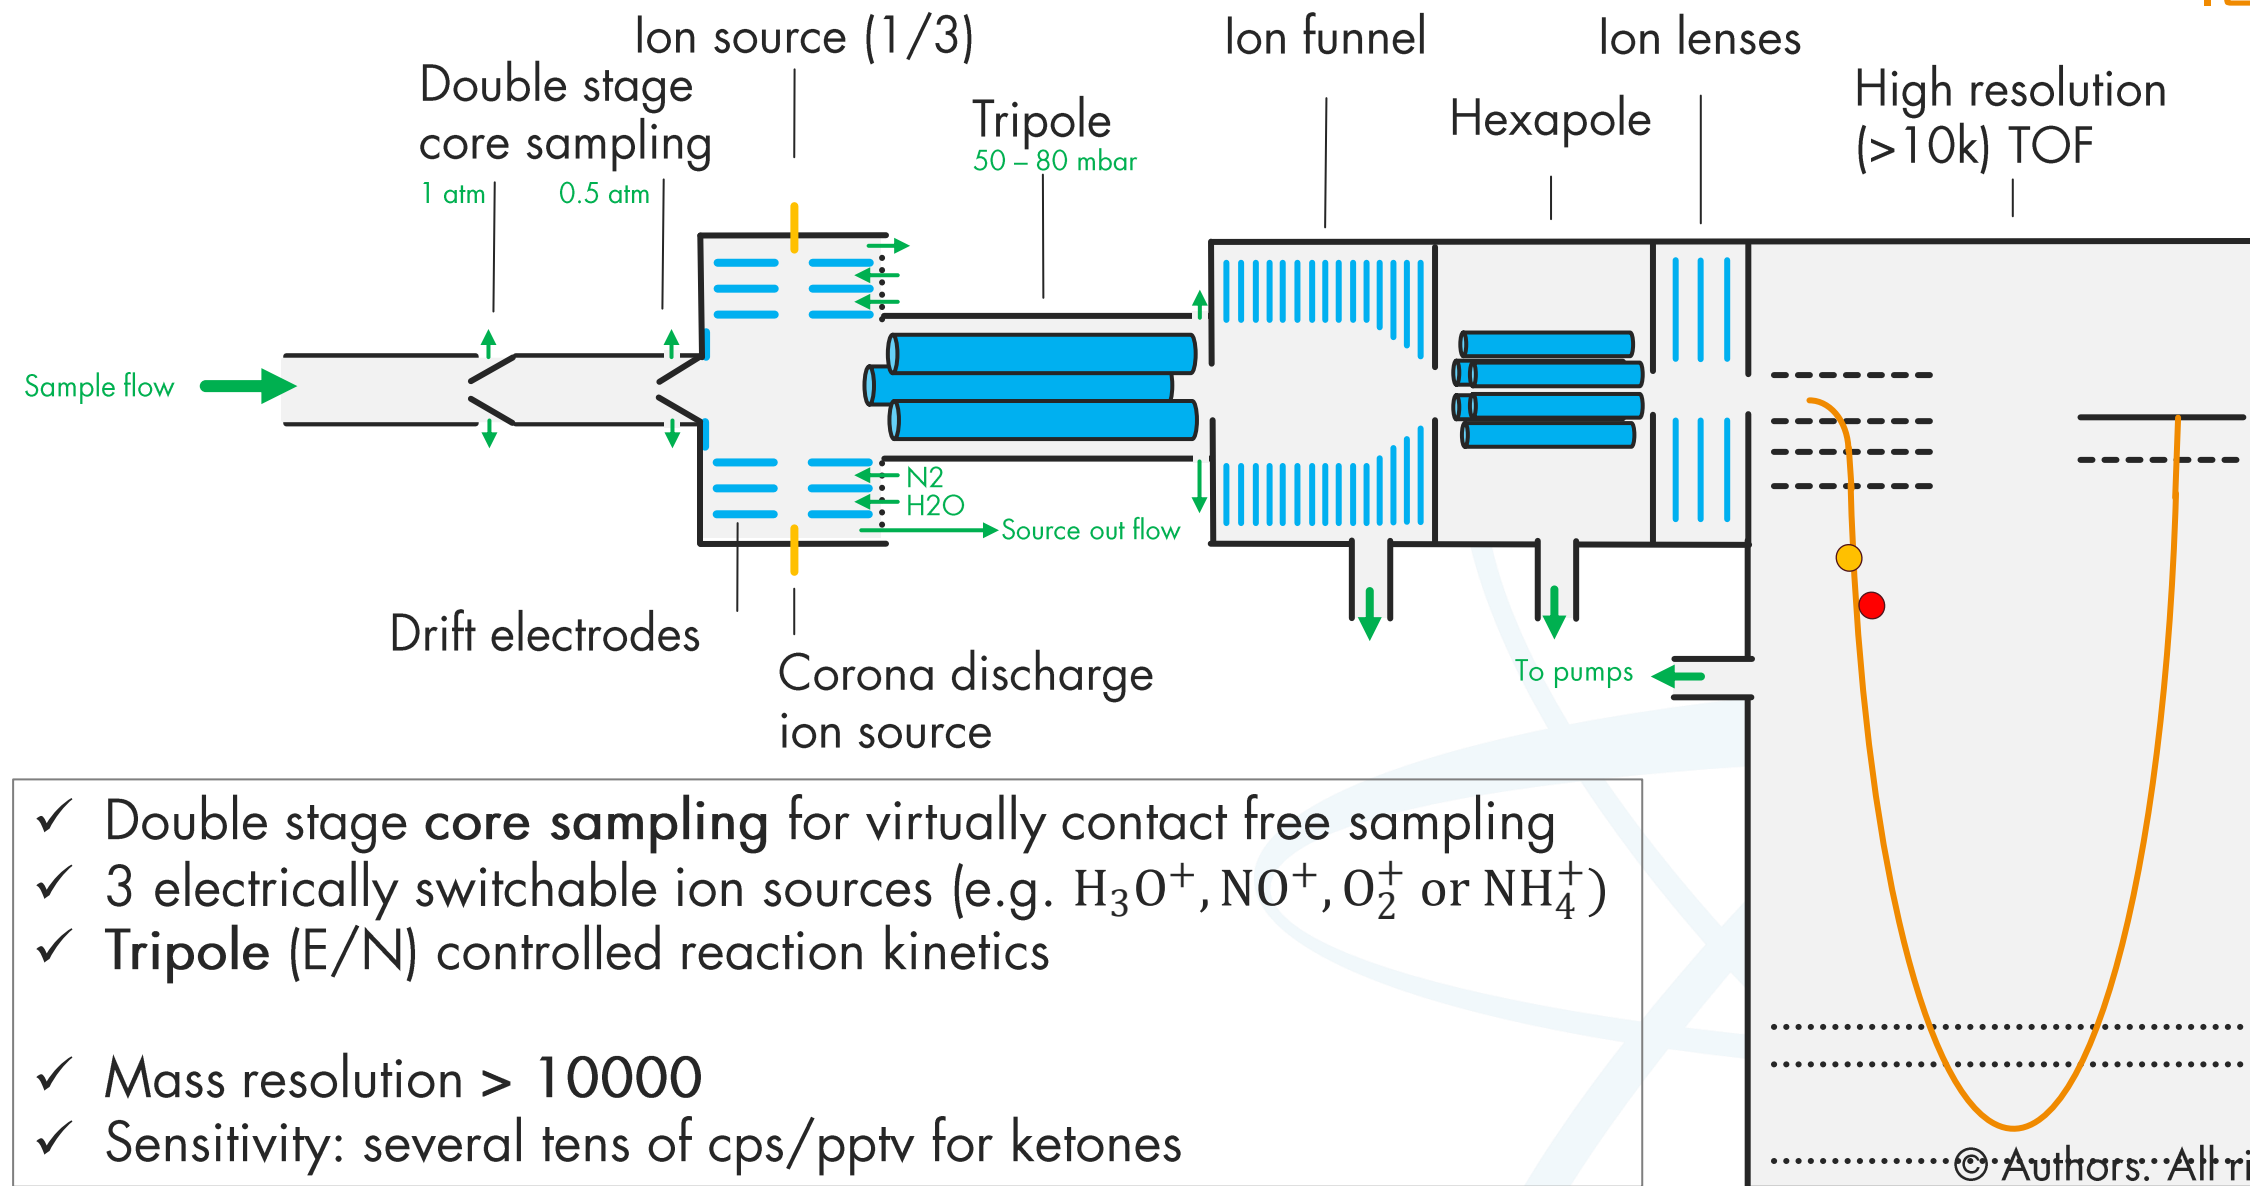 Ion source (1/3)
Ion funnel
Ion lenses
Double stage
core sampling
1 atm
0.5 atm
Tripole
50 – 80 mbar
Hexapole
High resolution
(>10k) TOF
Sample flow
N2
H2O
Source out flow
Drift electrodes
Corona discharge
ion source
To pumps
✓ Double stage core sampling for virtually contact free sampling
✓ 3 electrically switchable ion sources (e.g. H₃O⁺, NO⁺, O₂⁺ or NH₄⁺)
✓ Tripole (E/N) controlled reaction kinetics
✓ Mass resolution > 10000
✓ Sensitivity: several tens of cps/pptv for ketones
© Authors. All ri